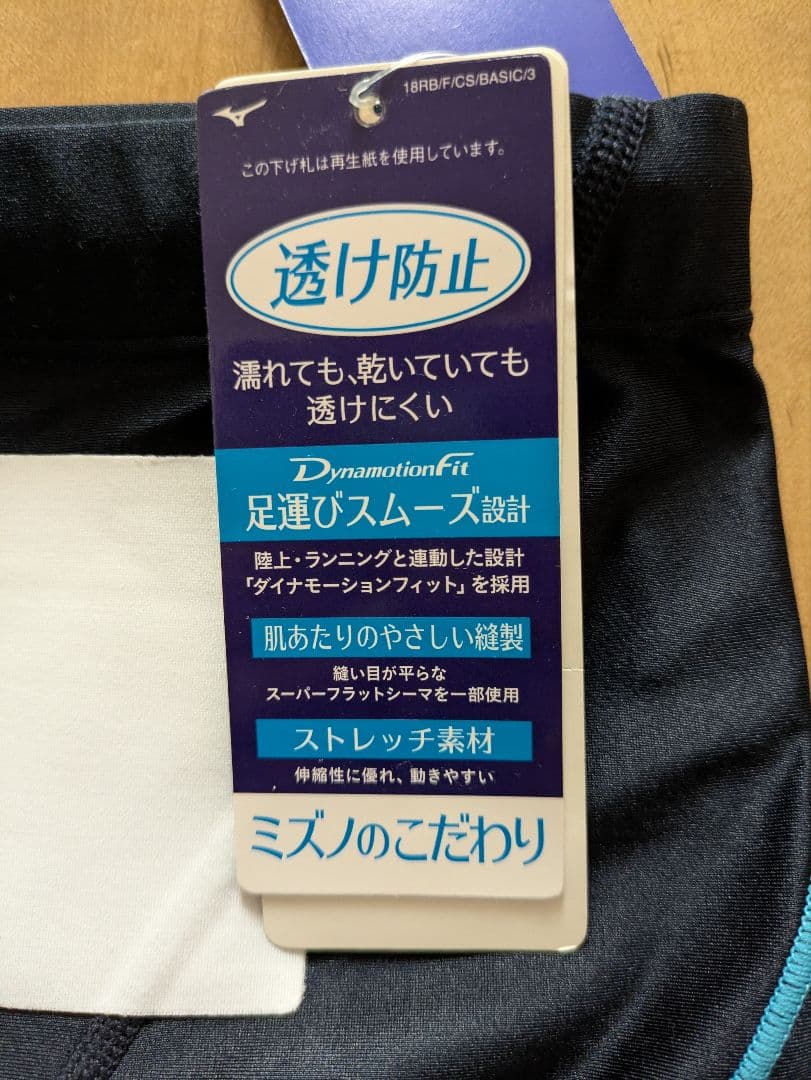 18RB/F/CS/BASIC/3
この下げ札は再生紙を使用しています。
透け防止
濡れても、乾いていても
透けにくい
DynamotionFit
足運びスムーズ設計
陸上・ランニングと連動した設計
「ダイナモーションフィット」を採用
肌あたりのやさしい縫製
縫い目が平らな
スーパーフラットシーマを一部使用
ストレッチ素材
伸縮性に優れ、動きやすい
ミズノのこだわり